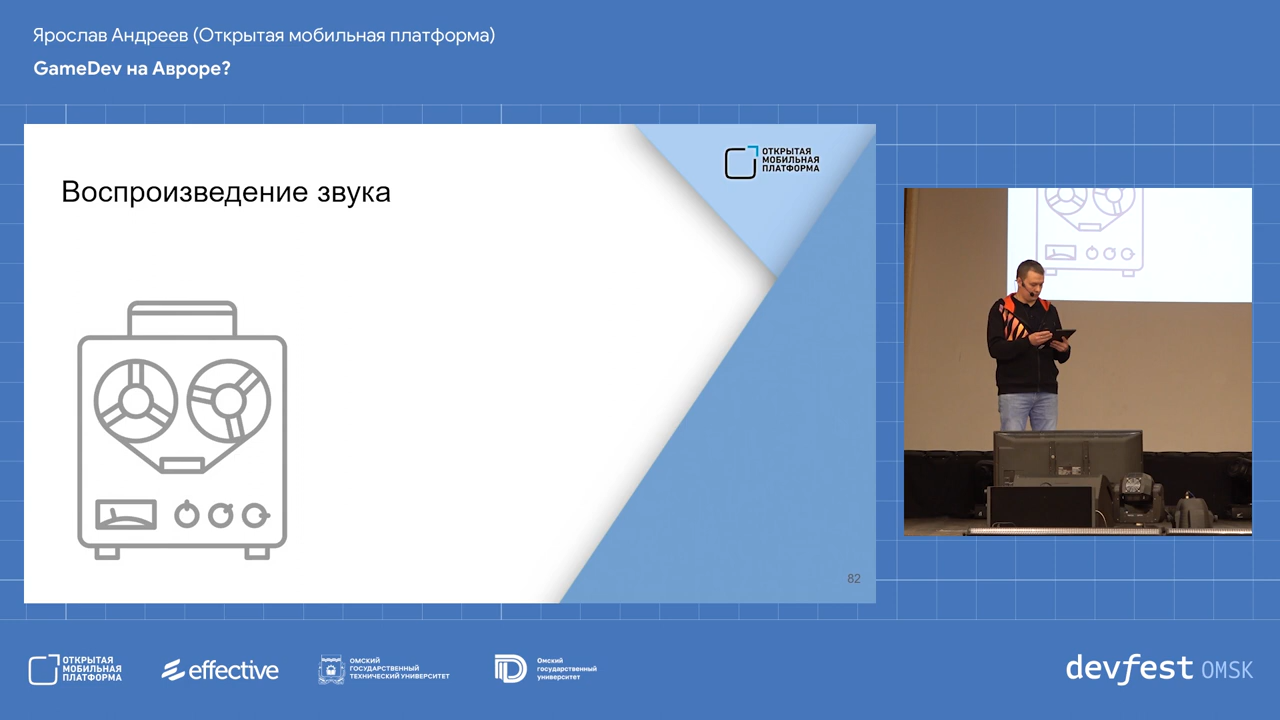 Ярослав Андреев (Открытая мобильная платформа)
GameDev на Авроре?
ОТКРЫТАЯ
МОБИЛЬНАЯ
ПЛАТФОРМА
Воспроизведение звука
82
ОТКРЫТАЯ
МОБИЛЬНАЯ
ПЛАТФОРМА
effective
ОМСКИЙ
ГОСУДАРСТВЕННЫЙ
ТЕХНИЧЕСКИЙ УНИВЕРСИТЕТ
Омский
государственный
университет
devfest OMSK